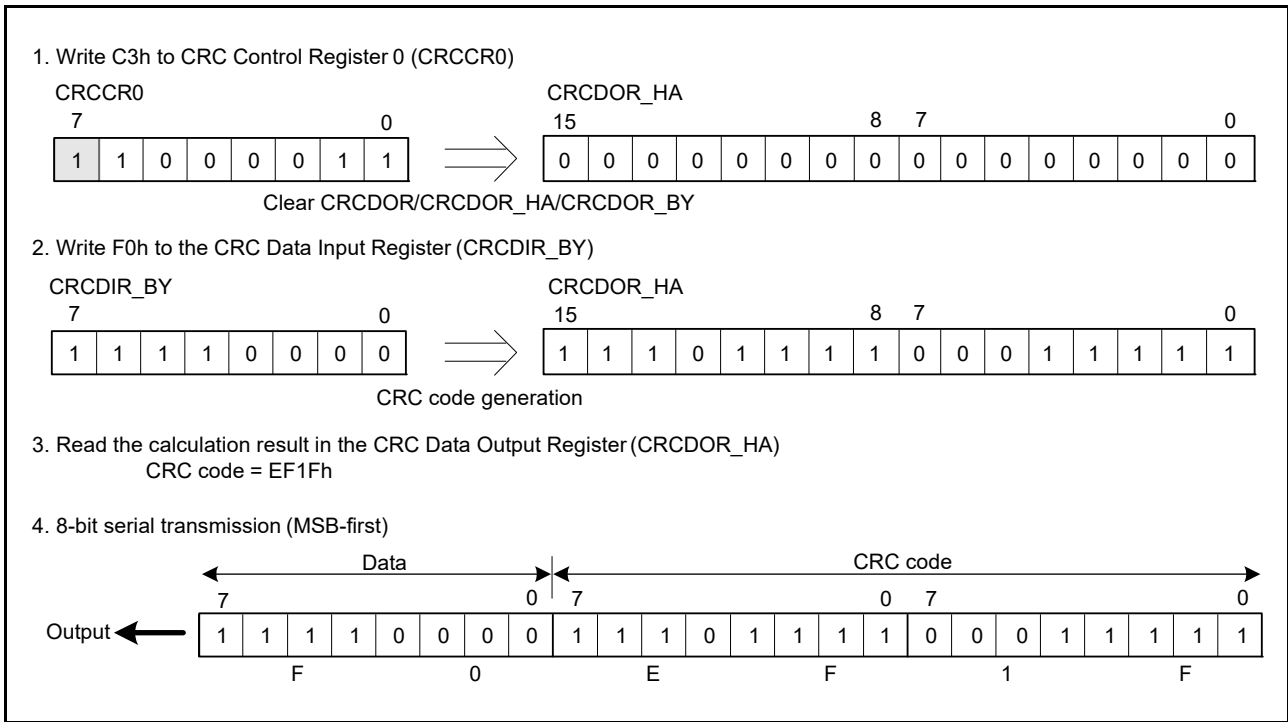 1. Write C3h to CRC Control Register 0 (CRCCR0)
CRCCR0 CRCDOR_HA
7 0 15 8 7 0
1 1 0 0 0 0 1 1 0 0 0 0 0 0 0 0 0 0 0 0 0 0 0 0
Clear CRCDOR/CRCDOR_HA/CRCDOR_BY
2. Write F0h to the CRC Data Input Register (CRCDIR_BY)
CRCDIR_BY CRCDOR_HA
7 0 15 8 7 0
1 1 1 1 0 0 0 0 1 1 1 0 1 1 1 1 0 0 0 1 1 1 1 1
CRC code generation
3. Read the calculation result in the CRC Data Output Register (CRCDOR_HA)
CRC code = EF1Fh
4. 8-bit serial transmission (MSB-first)
Data CRC code
7 0 7 0 7 0
Output 1 1 1 1 0 0 0 0 1 1 1 0 1 1 1 1 0 0 0 1 1 1 1 1
F 0 E F 1 F